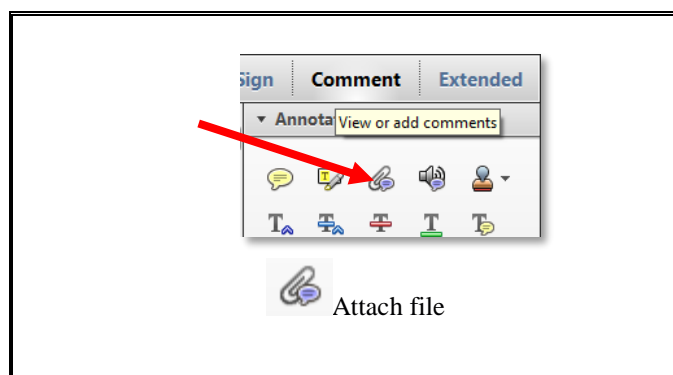 Sign Comment Extended
Annota View or add comments
T
T T T T T
Attach file